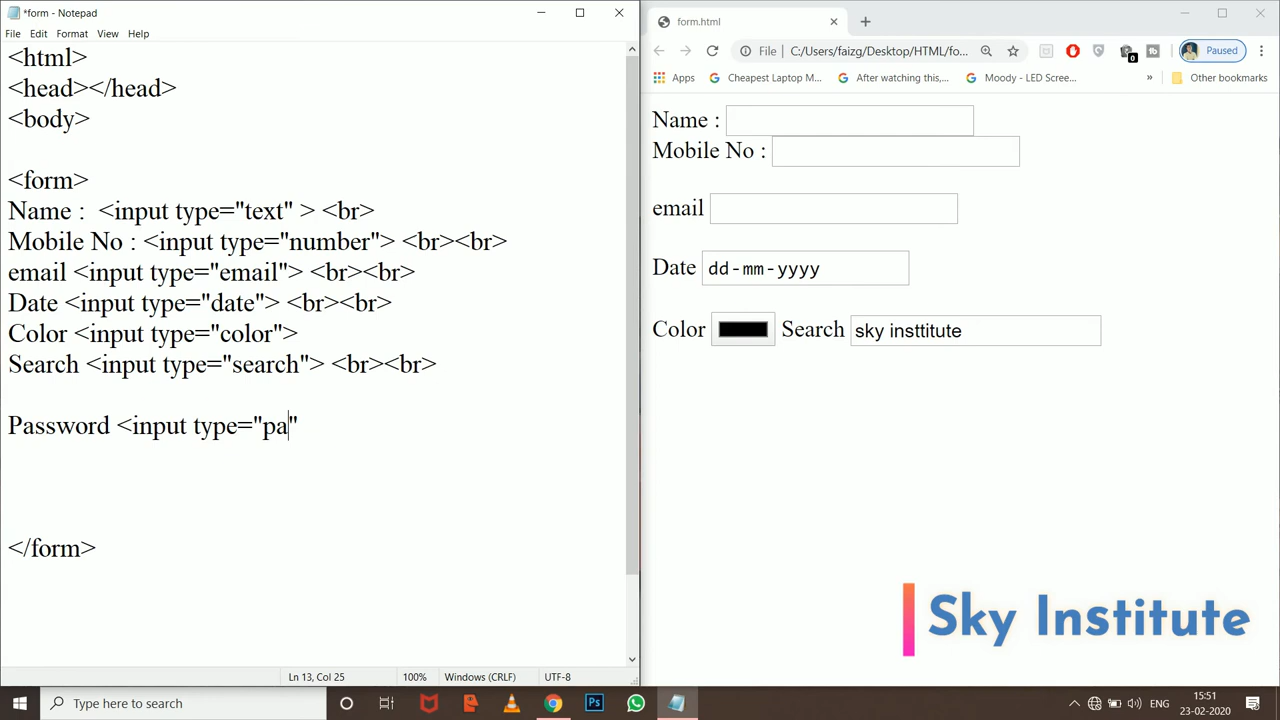 *form - Notepad
File Edit Format View Help
<html>
<head></head>
<body>
<form>
Name :  <input type="text" > <br>
Mobile No : <input type="number"> <br><br>
email <input type="email"> <br><br>
Date <input type="date"> <br><br>
Color <input type="color">
Search <input type="search"> <br><br>
Password <input type="pa"
</form>
Ln 13, Col 25 100% Windows (CRLF) UTF-8
form.html
File C:/Users/faizg/Desktop/HTML/fo... 0 Paused
Apps Cheapest Laptop M... After watching this,... Moody - LED Scree... » Other bookmarks
Name :
Mobile No :
email
Date dd-mm-yyyy
Color Search sky insttitute
Sky Institute
Type here to search
Ps
ENG
15:51
23-02-2020